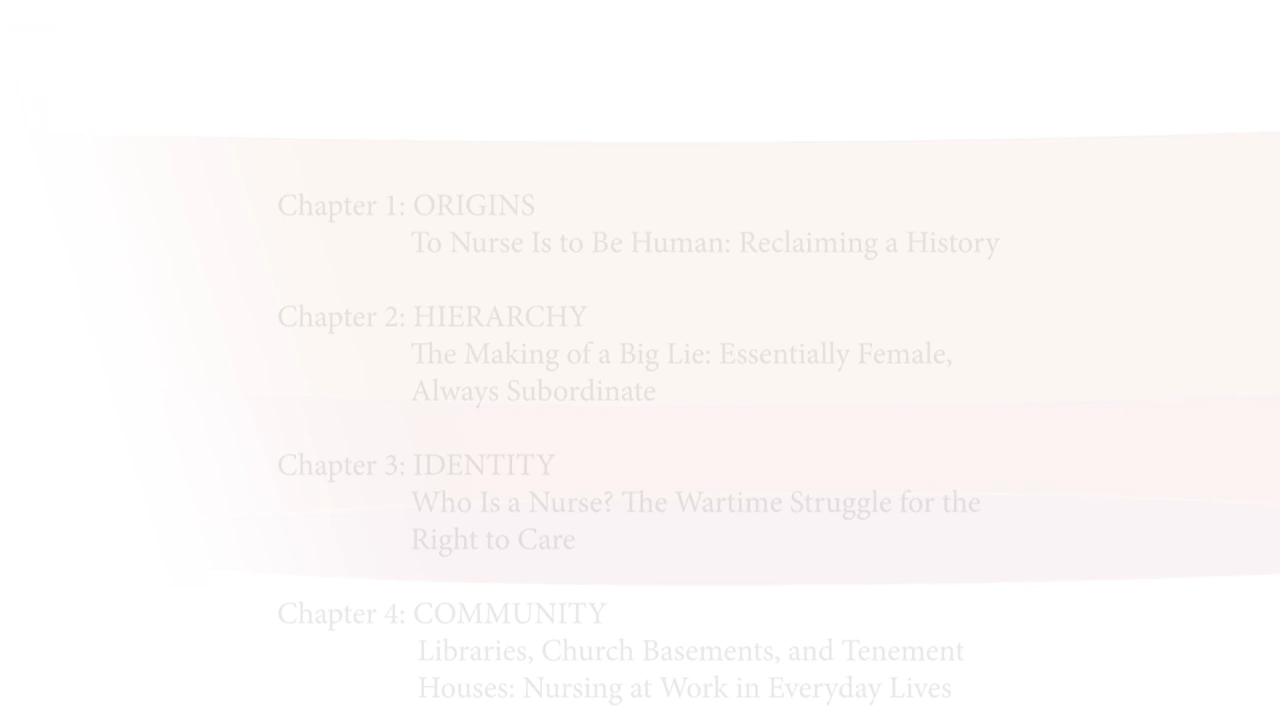 Chapter 1: ORIGINS
To Nurse Is to Be Human: Reclaiming a History
Chapter 2: HIERARCHY
The Making of a Big Lie: Essentially Female,
Always Subordinate
Chapter 3: IDENTITY
Who Is a Nurse? The Wartime Struggle for the
Right to Care
Chapter 4: COMMUNITY
Libraries, Church Basements, and Tenement
Houses: Nursing at Work in Everyday Lives